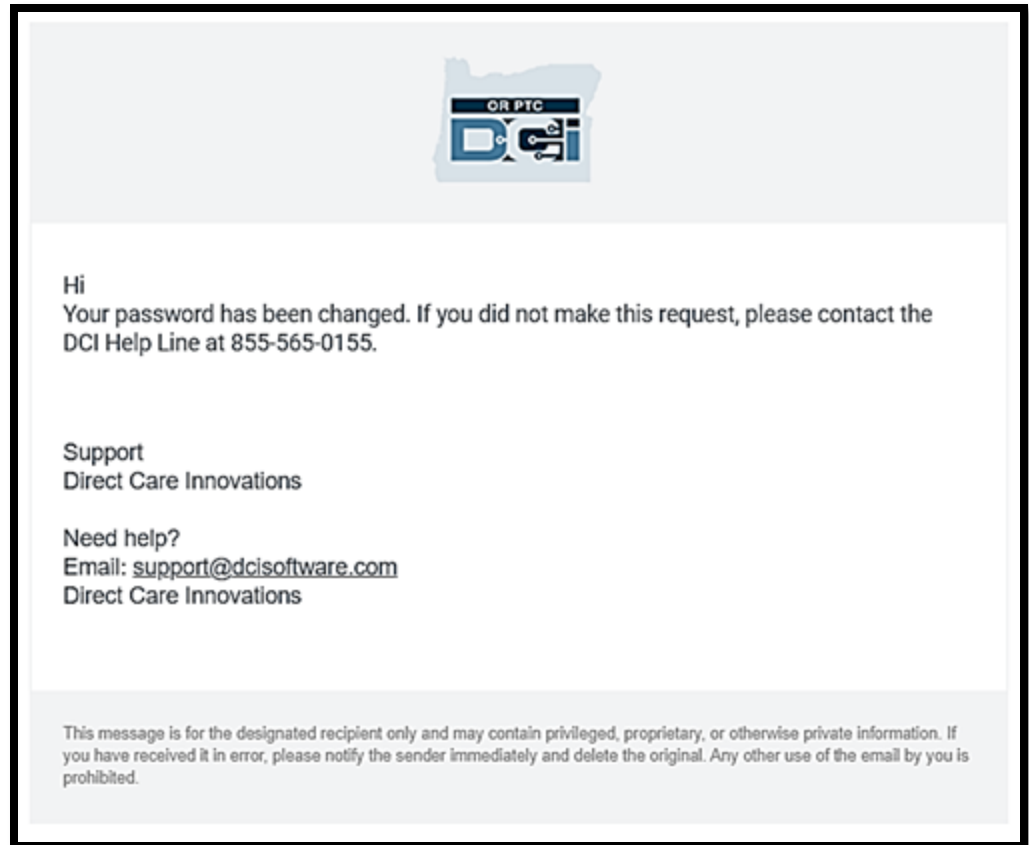 OR PTC
DCi
Hi
Your password has been changed. If you did not make this request, please contact the
DCI Help Line at 855-565-0155.
Support
Direct Care Innovations
Need help?
Email: support@dcisoftware.com
Direct Care Innovations
This message is for the designated recipient only and may contain privileged, proprietary, or otherwise private information. If
you have received it in error, please notify the sender immediately and delete the original. Any other use of the email by you is
prohibited.